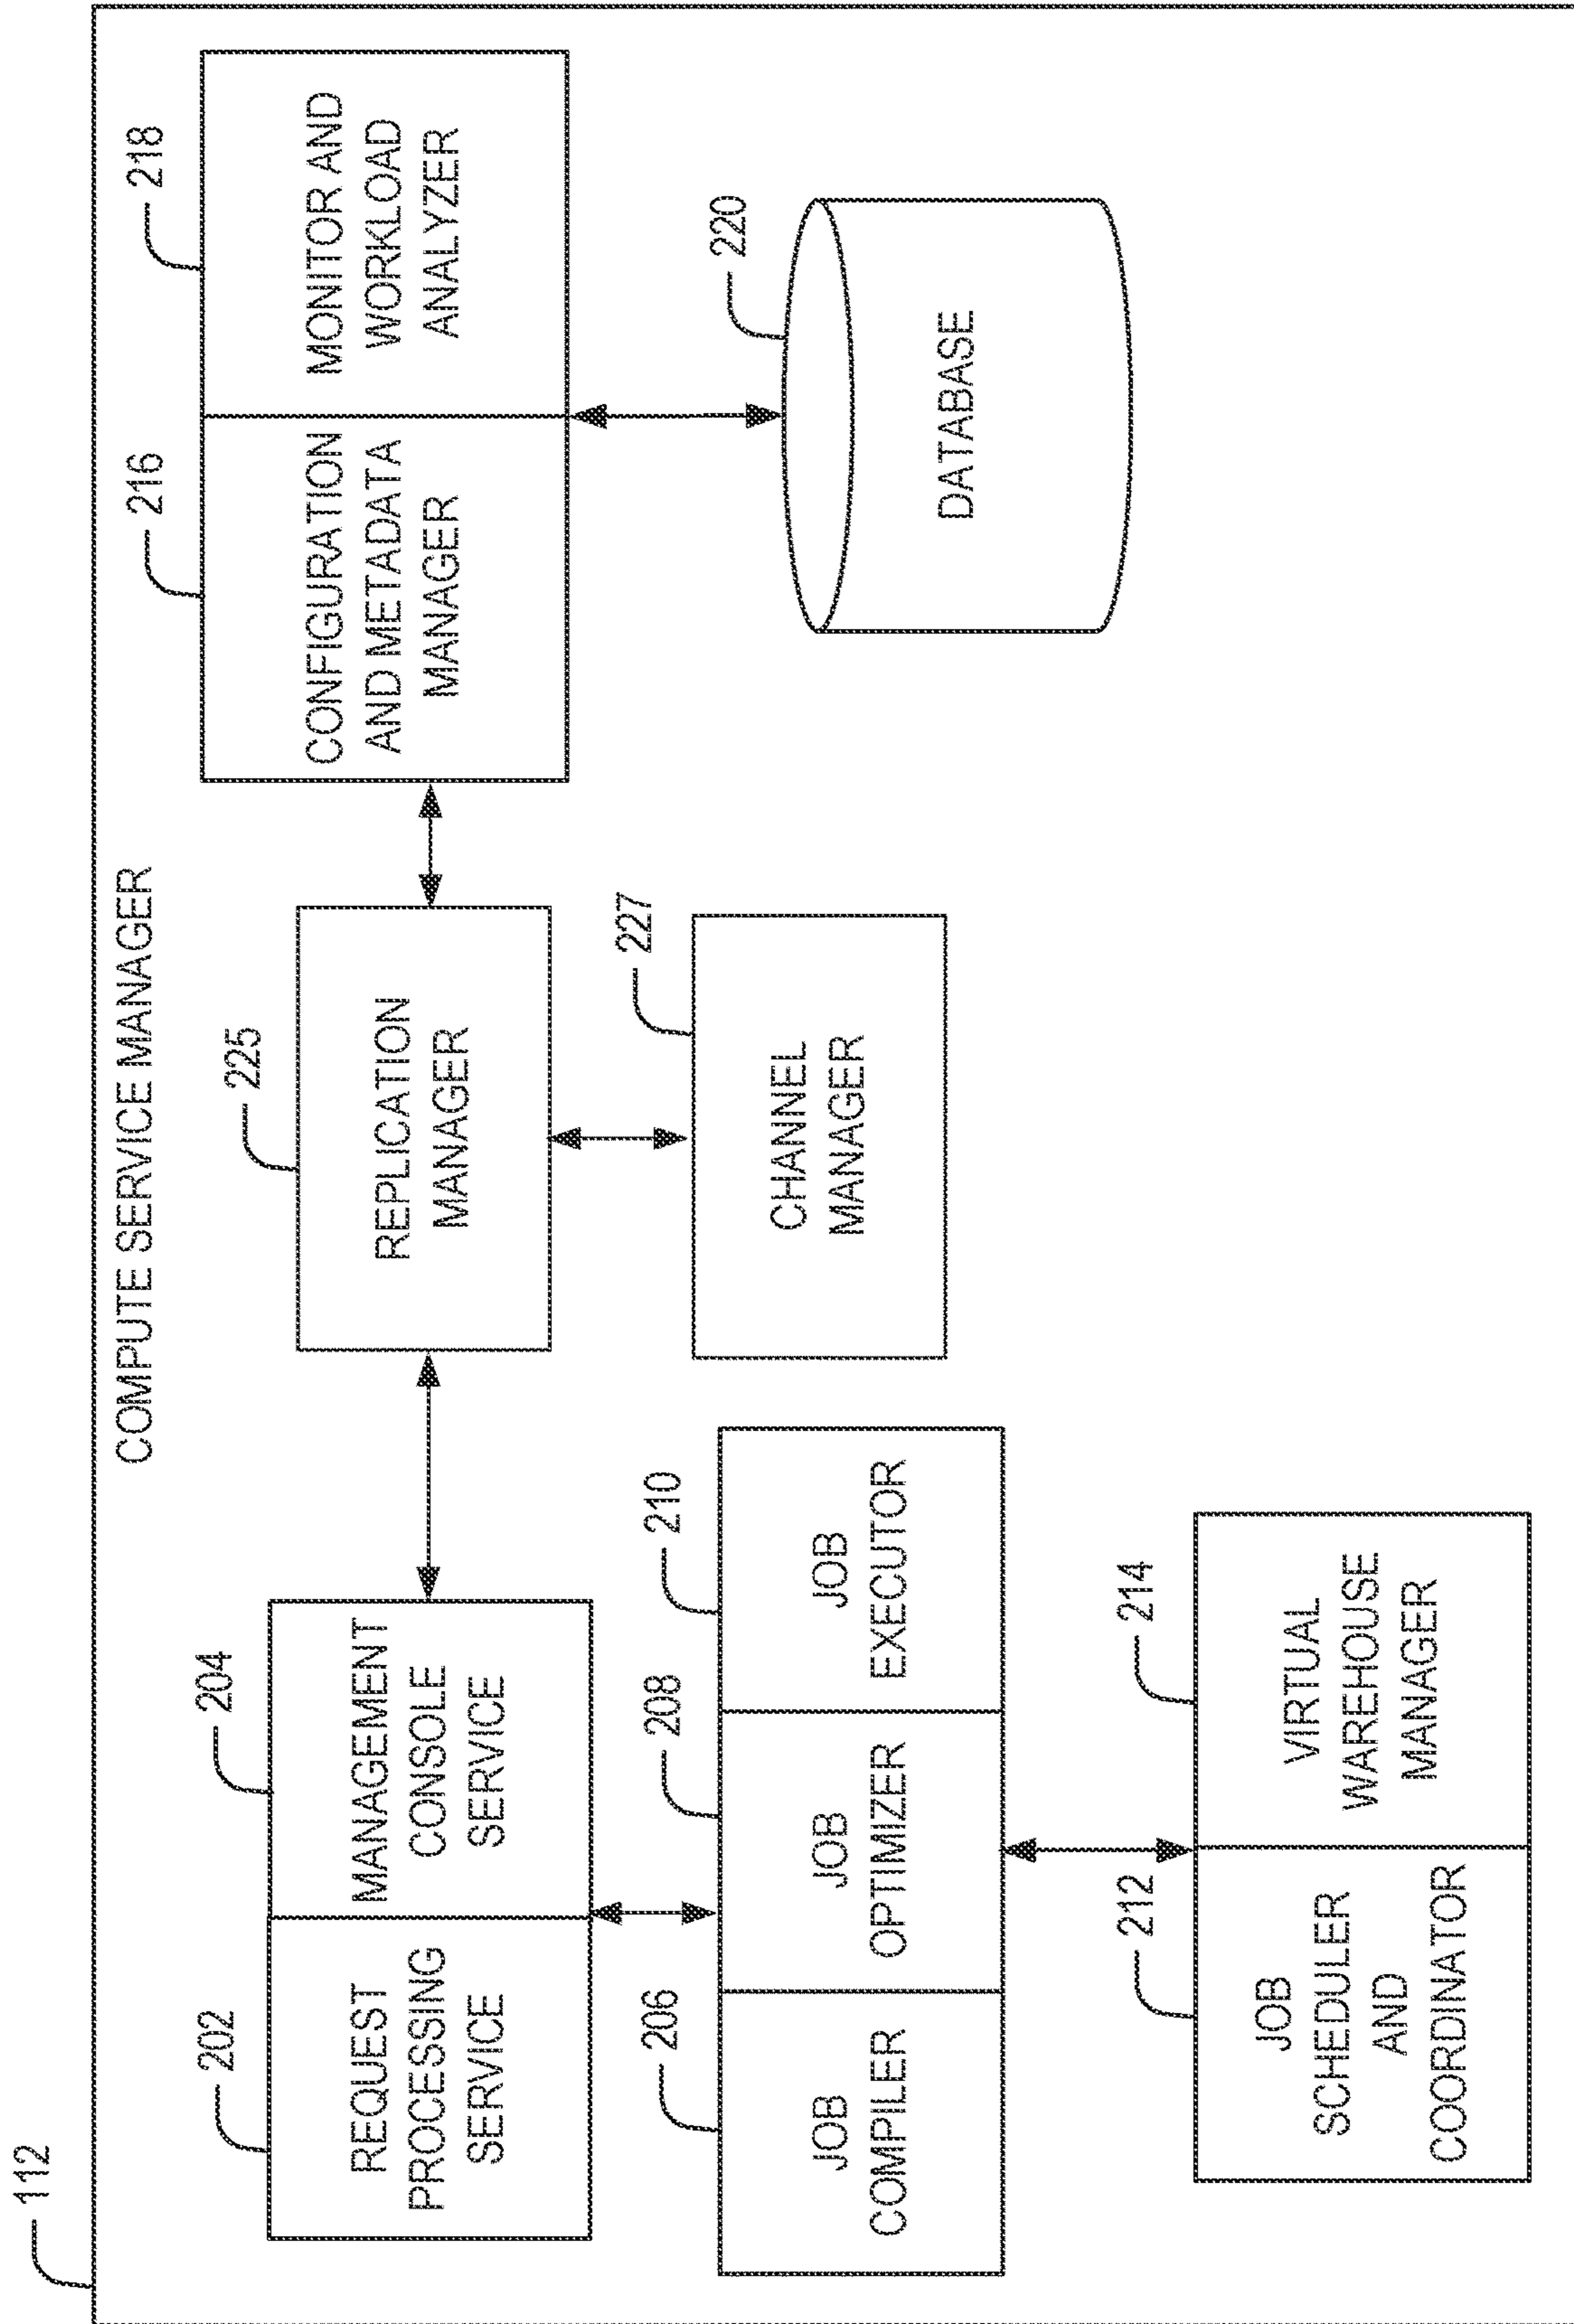 112
COMPUTE SERVICE MANAGER
202
REQUEST
PROCESSING
SERVICE
204
MANAGEMENT
CONSOLE
SERVICE
225
REPLICATION
MANAGER
216
CONFIGURATION
AND METADATA
MANAGER
218
MONITOR AND
WORKLOAD
ANALYZER
206
JOB
COMPILER
208
JOB
OPTIMIZER
210
JOB
EXECUTOR
227
CHANNEL
MANAGER
220
DATABASE
212
JOB
SCHEDULER
AND
COORDINATOR
214
VIRTUAL
WAREHOUSE
MANAGER